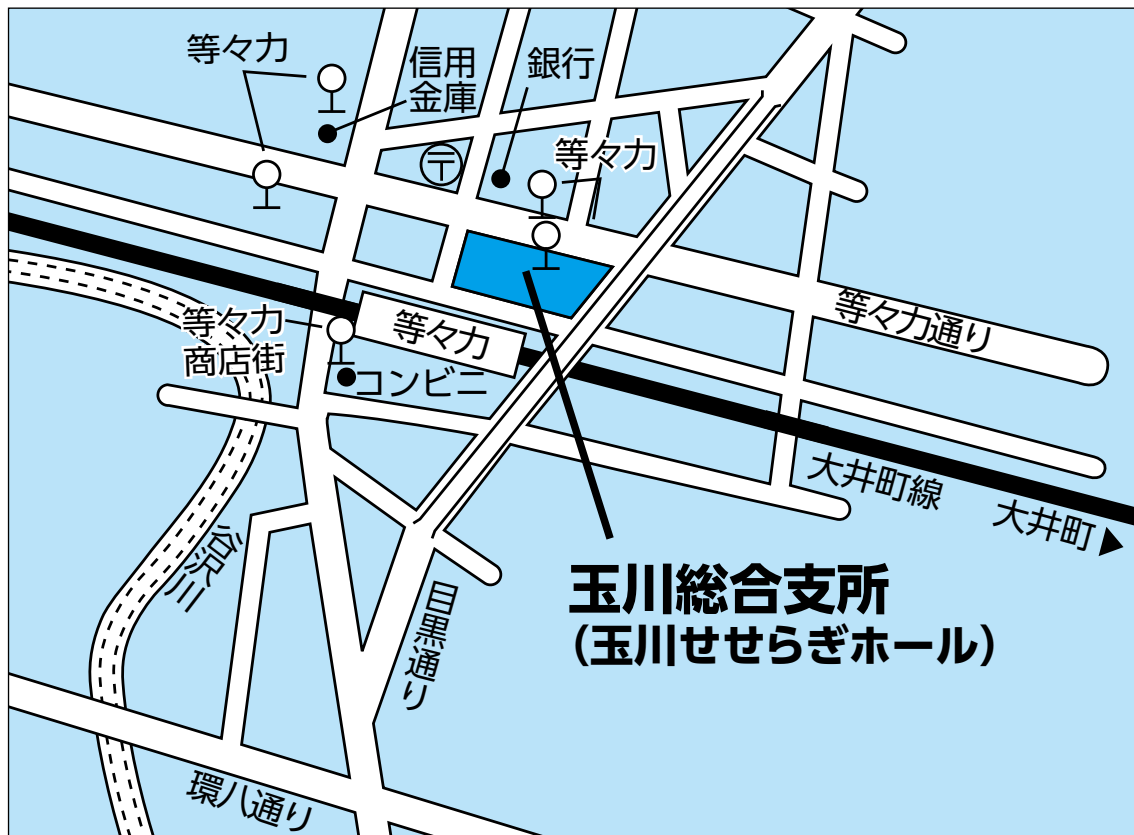 等々力
信用
金庫
銀行
〒
等々力
等々力通り
等々力
商店街
等々力
コンビニ
大井町線
大井町
谷沢川
目黒通り
玉川総合支所
（玉川せせらぎホール）
環八通り